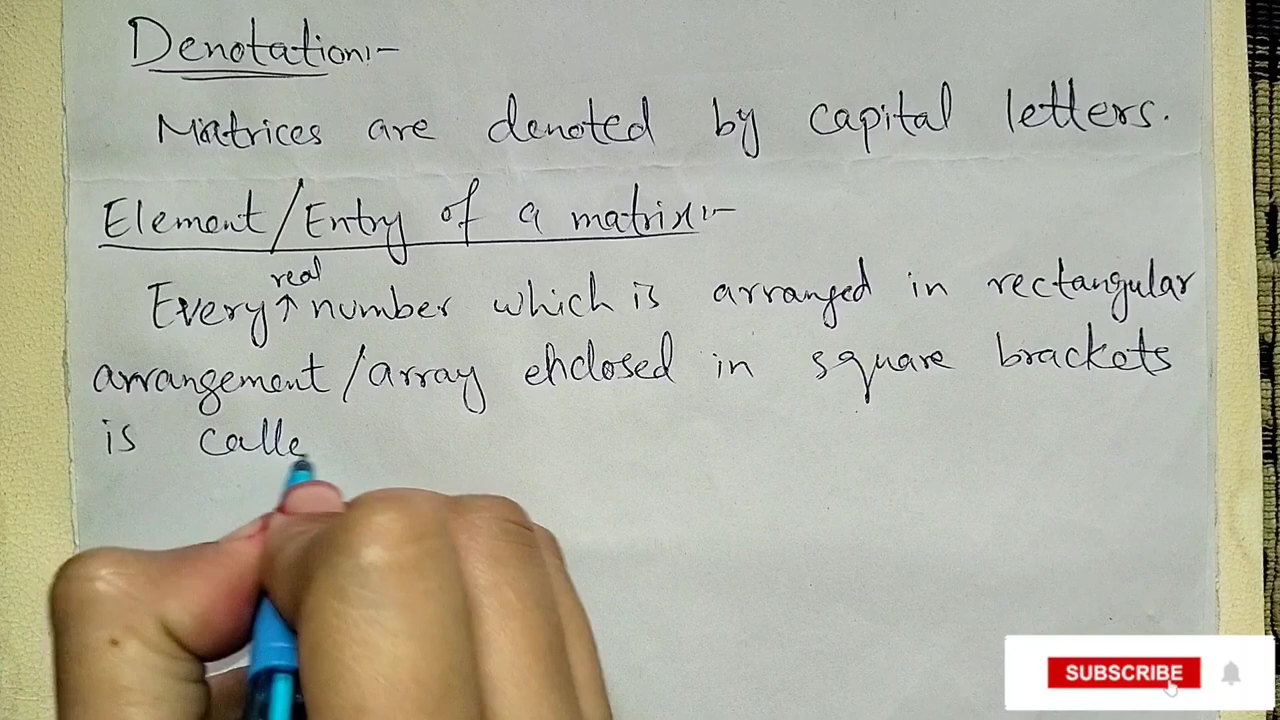 Denotation:-
Matrices are denoted by capital letters.
Element/Entry of a matrix:-
real
Every↑ number which is arranged in rectangular
arrangement/array enclosed in square brackets
is calle
SUBSCRIBE